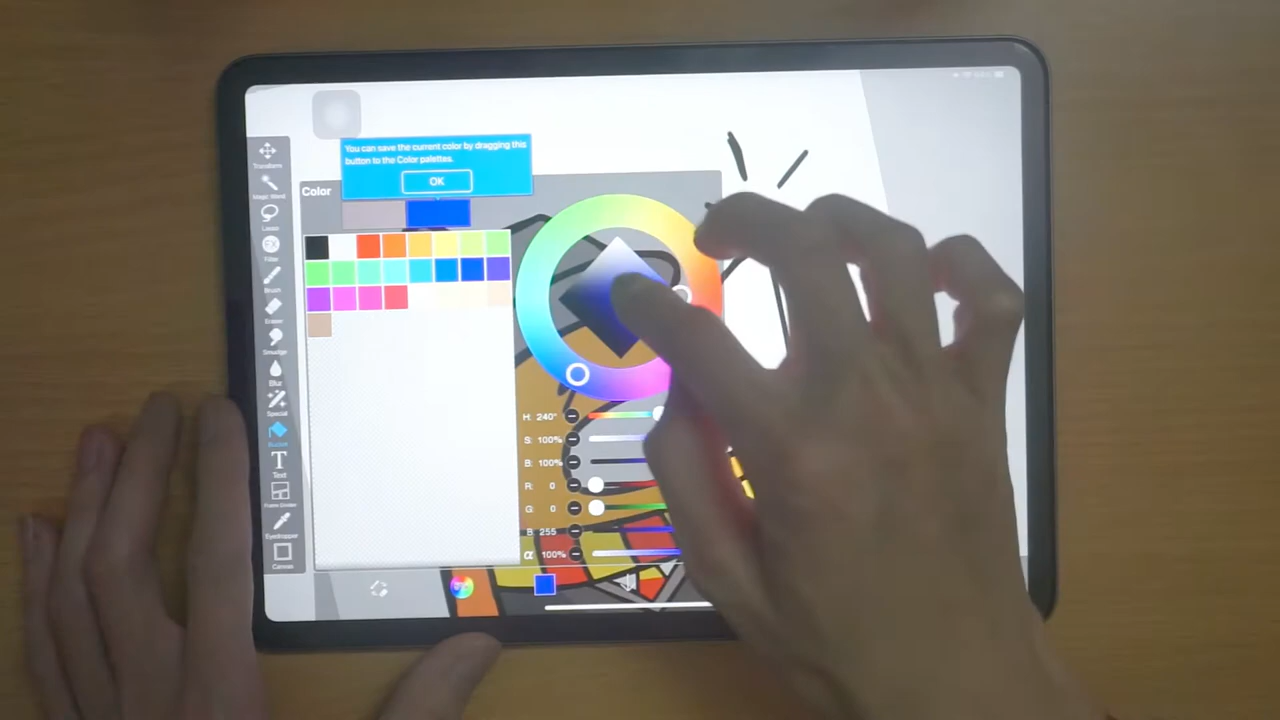 You can save the current color by dragging this
button to the Color palettes.
OK
Color
Transform
Magic Wand
Lasso
FX
Filter
Brush
Eraser
Smudge
Blur
Special
Bucket
T
Text
Frame Divider
Eyedropper
Canvas
H: 240°
S: 100%
B: 100%
R: 0
G: 0
B: 255
α 100%